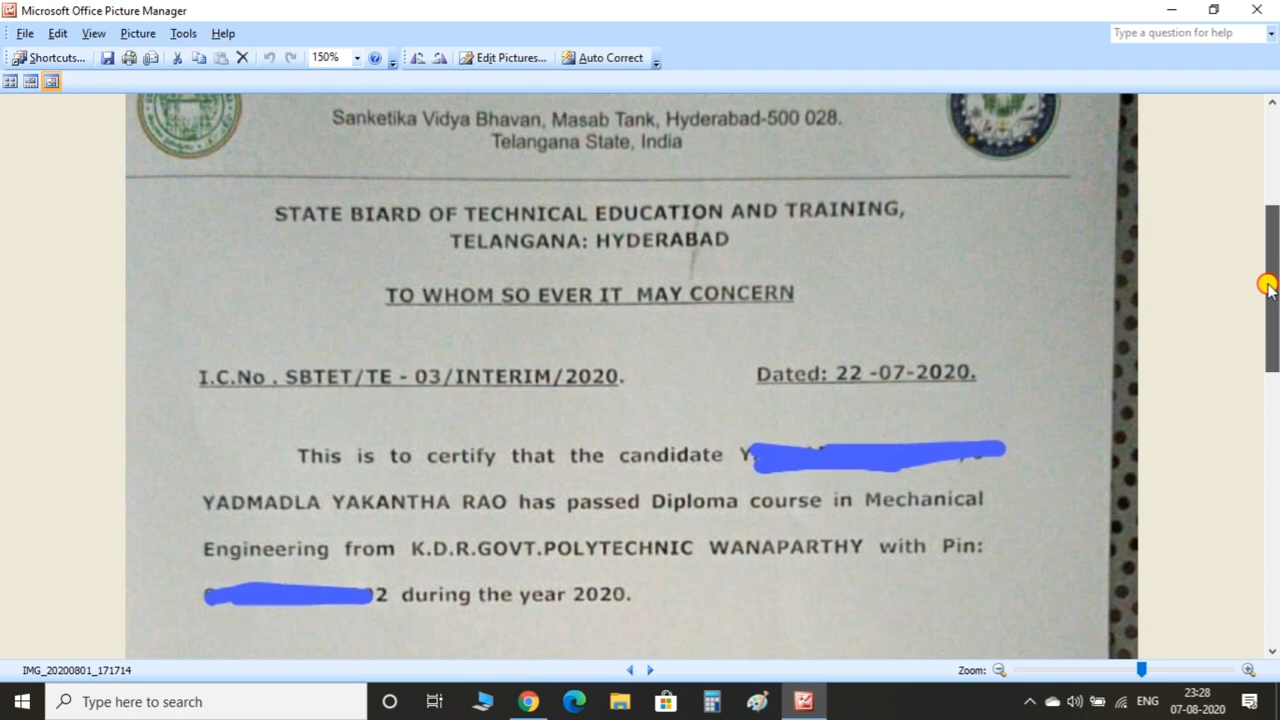 Microsoft Office Picture Manager
File Edit View Picture Tools Help
Type a question for help
Shortcuts... 150% Edit Pictures... Auto Correct
Sanketika Vidya Bhavan, Masab Tank, Hyderabad-500 028.
Telangana State, India
STATE BIARD OF TECHNICAL EDUCATION AND TRAINING,
TELANGANA: HYDERABAD
TO WHOM SO EVER IT MAY CONCERN
I.C.No . SBTET/TE - 03/INTERIM/2020. Dated: 22 -07-2020.
This is to certify that the candidate Y
YADMADLA YAKANTHA RAO has passed Diploma course in Mechanical
Engineering from K.D.R.GOVT.POLYTECHNIC WANAPARTHY with Pin:
2 during the year 2020.
IMG_20200801_171714 Zoom:
Type here to search ENG 23:28
07-08-2020